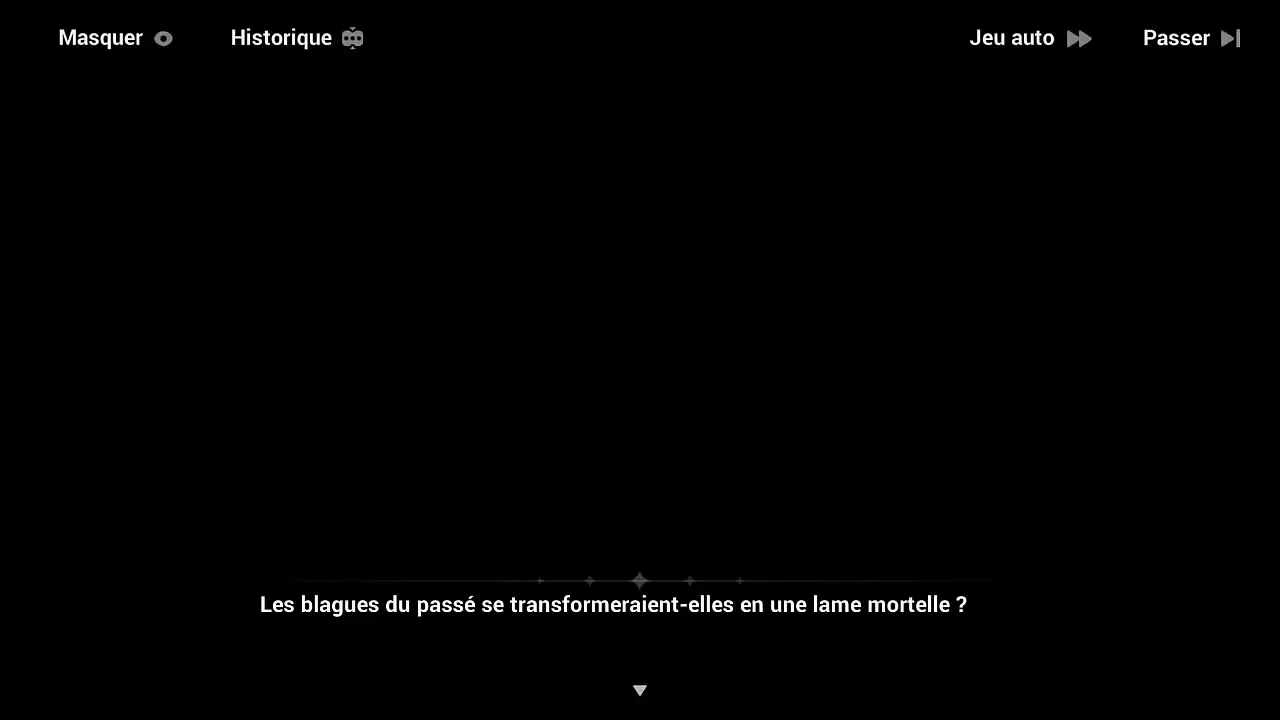 Masquer
Historique
Jeu auto
Passer
Les blagues du passé se transformeraient-elles en une lame mortelle ?